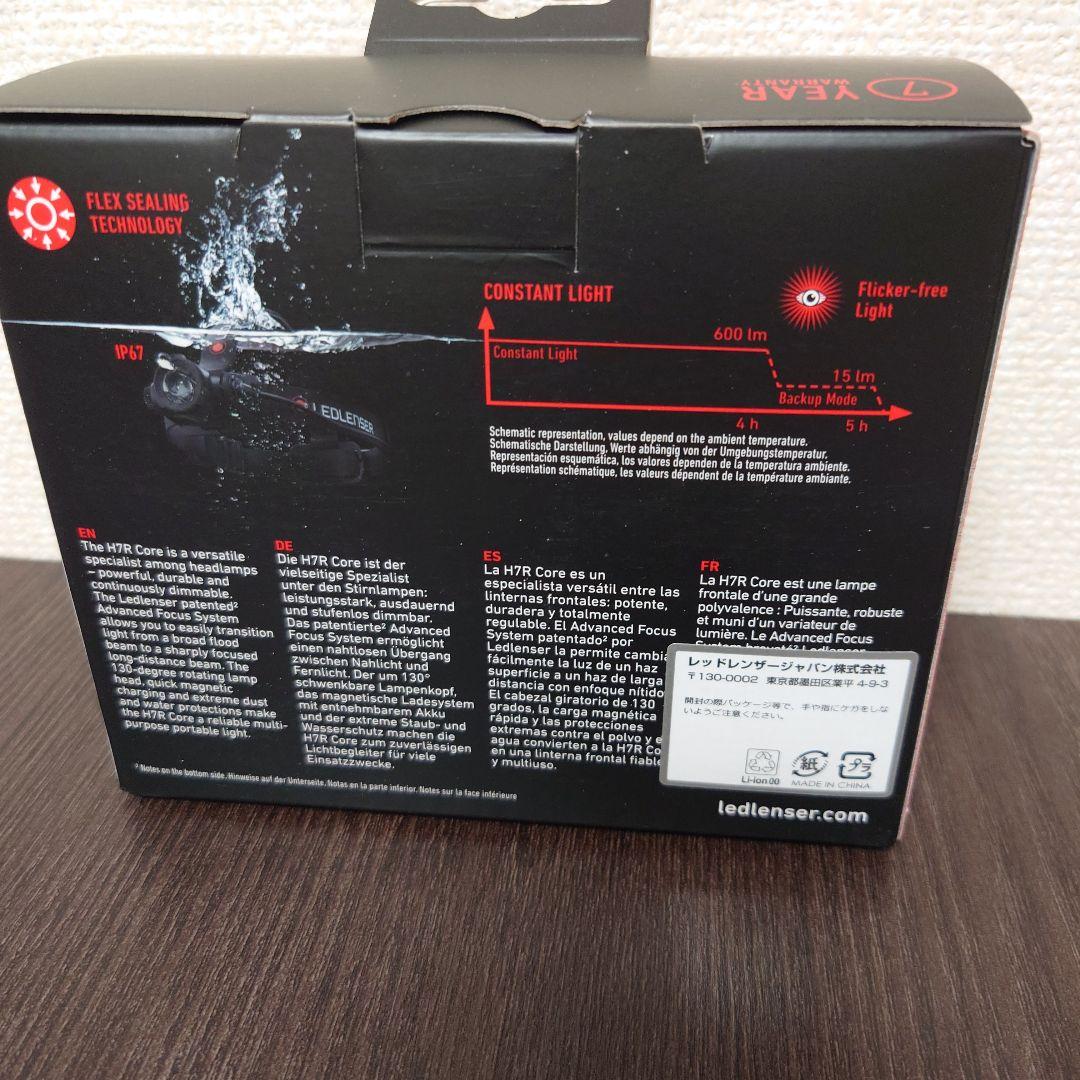 7 YEAR WARRANTY
FLEX SEALING
TECHNOLOGY
IP67
LEDLENSER
CONSTANT LIGHT
Flicker-free
Light
600 lm
Constant Light
15 lm
Backup Mode
4 h
5 h
Schematic representation, values depend on the ambient temperature.
Schematische Darstellung, Werte abhängig von der Umgebungstemperatur.
Representación esquemática, los valores dependen de la temperatura ambiente.
Représentation schématique, les valeurs dépendent de la température ambiante.
EN
The H7R Core is a versatile
specialist among headlamps
– powerful, durable and
continuously dimmable.
The Ledlenser patented²
Advanced Focus System
allows you to easily transition
light from a broad flood
beam to a sharply focused
long-distance beam. The
130-degree rotating lamp
head, quick magnetic
charging and extreme dust
and water protections make
the H7R Core a reliable multi-
purpose portable light.
DE
Die H7R Core ist der
vielseitige Spezialist
unter den Stirnlampen:
leistungsstark, ausdauernd
und stufenlos dimmbar.
Das patentierte² Advanced
Focus System ermöglicht
einen nahtlosen Übergang
zwischen Nahlicht und
Fernlicht. Der um 130°
schwenkbare Lampenkopf,
das magnetische Ladesystem
mit entnehmbarem Akku
und der extreme Staub- und
Wasserschutz machen die
H7R Core zum zuverlässigen
Lichtbegleiter für viele
Einsatzzwecke.
ES
La H7R Core es un
especialista versátil entre las
linternas frontales: potente,
duradera y totalmente
regulable. El Advanced Focus
System patentado² por
Ledlenser la permite cambia
fácilmente la luz de un haz
superficie a un haz de larga
distancia con enfoque nítido
El cabezal giratorio de 130
grados, la carga magnética
rápida y las protecciones
extremas contra el polvo y e
agua convierten a la H7R Co
en una linterna frontal fiable
y multiuso.
FR
La H7R Core est une lampe
frontale d'une grande
polyvalence : Puissante, robuste
et muni d'un variateur de
lumière. Le Advanced Focus
System breveté² Ledlenser
レッドレンザージャパン株式会社
〒130-0002 東京都墨田区業平 4-9-3
開封の際パッケージ等で、手や指にケガをしな
いようご注意ください。
Li-ion 00
紙
プラ
MADE IN CHINA
² Notes on the bottom side. Hinweise auf der Unterseite. Notas en la parte inferior. Notes sur la face inférieure
ledlenser.com